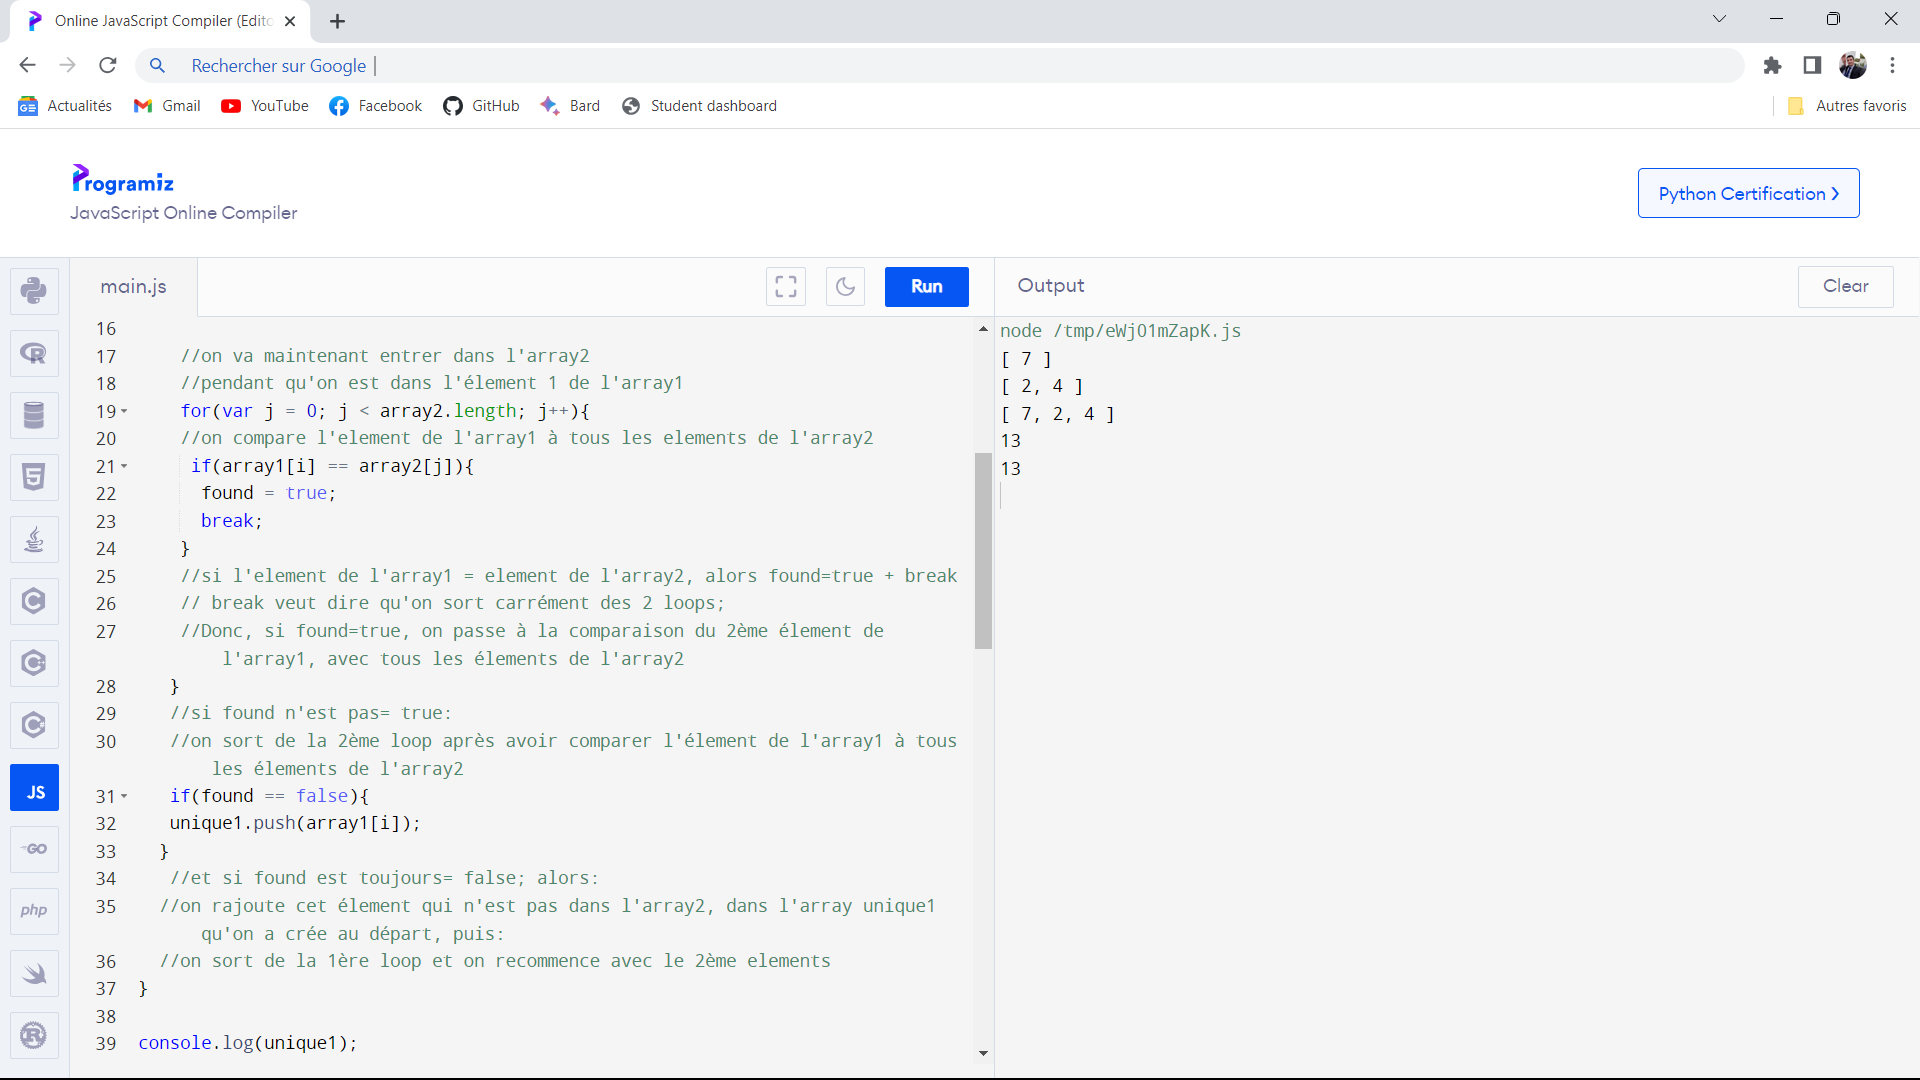 Online JavaScript Compiler (Edito
Rechercher sur Google
Actualités Gmail YouTube Facebook GitHub Bard Student dashboard Autres favoris
Programiz
JavaScript Online Compiler
Python Certification
main.js
Run
Output
Clear
16
17 //on va maintenant entrer dans l'array2
18 //pendant qu'on est dans l'élement 1 de l'array1
19 for(var j = 0; j < array2.length; j++){
20 //on compare l'element de l'array1 à tous les elements de l'array2
21 if(array1[i] == array2[j]){
22 found = true;
23 break;
24 }
25 //si l'element de l'array1 = element de l'array2, alors found=true + break
26 // break veut dire qu'on sort carrément des 2 loops;
27 //Donc, si found=true, on passe à la comparaison du 2ème élement de
l'array1, avec tous les élements de l'array2
28 }
29 //si found n'est pas= true:
30 //on sort de la 2ème loop après avoir comparer l'élement de l'array1 à tous
les élements de l'array2
31 if(found == false){
32 unique1.push(array1[i]);
33 }
34 //et si found est toujours= false; alors:
35 //on rajoute cet élement qui n'est pas dans l'array2, dans l'array unique1
qu'on a crée au départ, puis:
36 //on sort de la 1ère loop et on recommence avec le 2ème elements
37 }
38
39 console.log(unique1);
node /tmp/eWjO1mZapK.js
[ 7 ]
[ 2, 4 ]
[ 7, 2, 4 ]
13
13
R
5
C
C
C
JS
GO
php
R